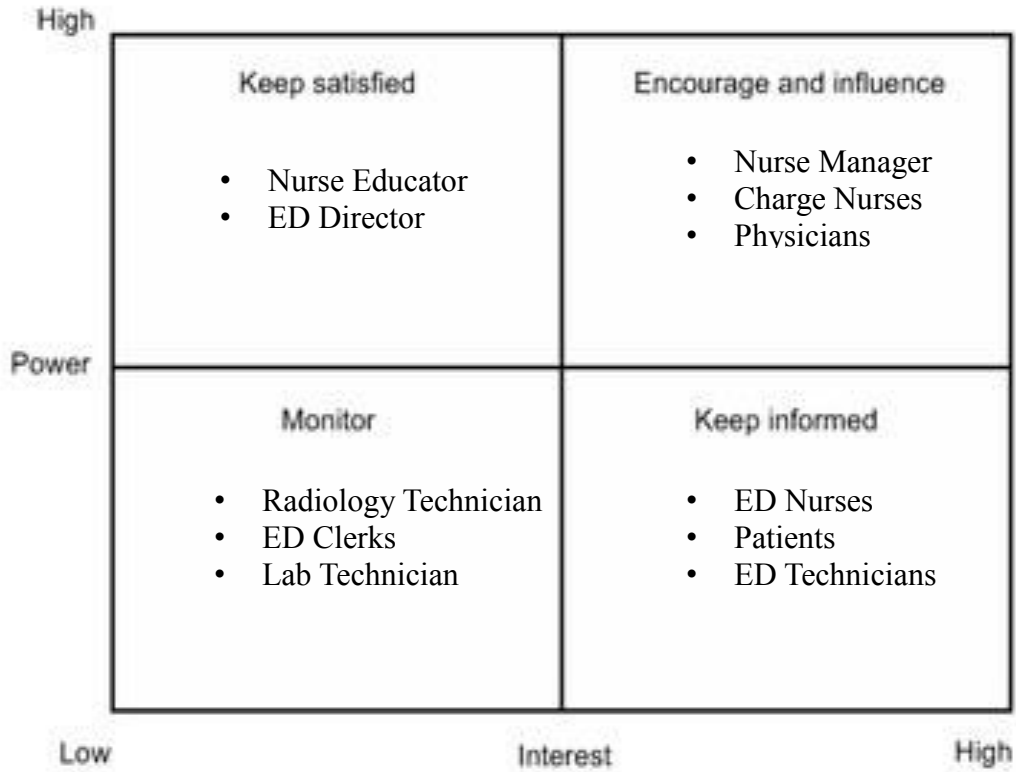 High
Keep satisfied
• Nurse Educator
• ED Director
Encourage and influence
• Nurse Manager
• Charge Nurses
• Physicians
Power
Monitor
• Radiology Technician
• ED Clerks
• Lab Technician
Keep informed
• ED Nurses
• Patients
• ED Technicians
Low
Interest
High